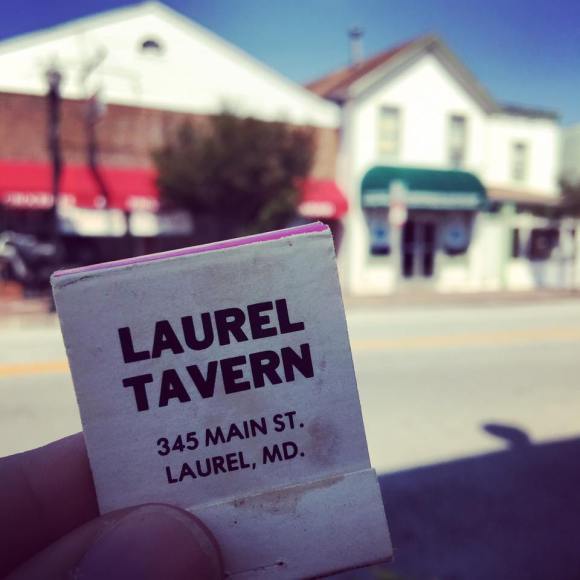 LAUREL
TAVERN
345 MAIN ST.
LAUREL, MD.